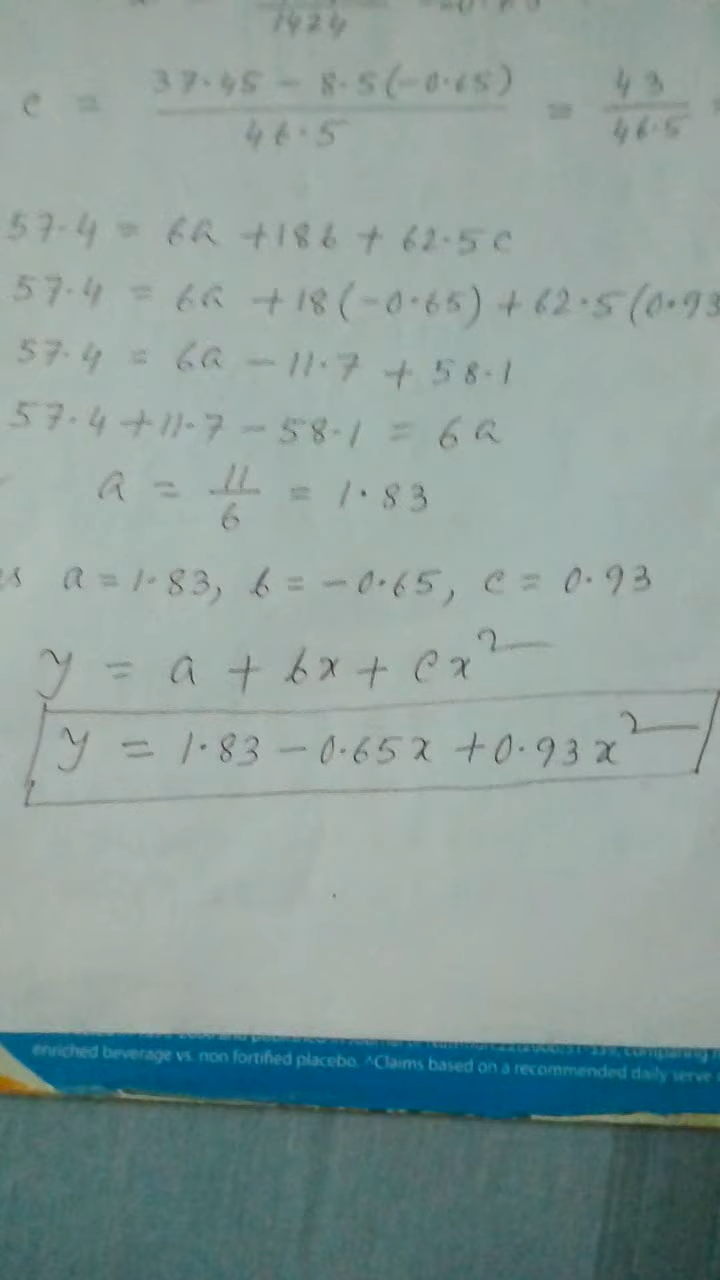 1424
c = 37.45 - 8.5(-0.65) / 46.5 = 43 / 46.5 =
57.4 = 6a + 18b + 62.5c
57.4 = 6a + 18(-0.65) + 62.5(0.93
57.4 = 6a - 11.7 + 58.1
57.4 + 11.7 - 58.1 = 6a
a = 11 / 6 = 1.83
es a = 1.83, b = -0.65, c = 0.93
y = a + bx + cx²
y = 1.83 - 0.65x + 0.93x²
enriched beverage vs. non fortified placebo. ^Claims based on a recommended daily serve